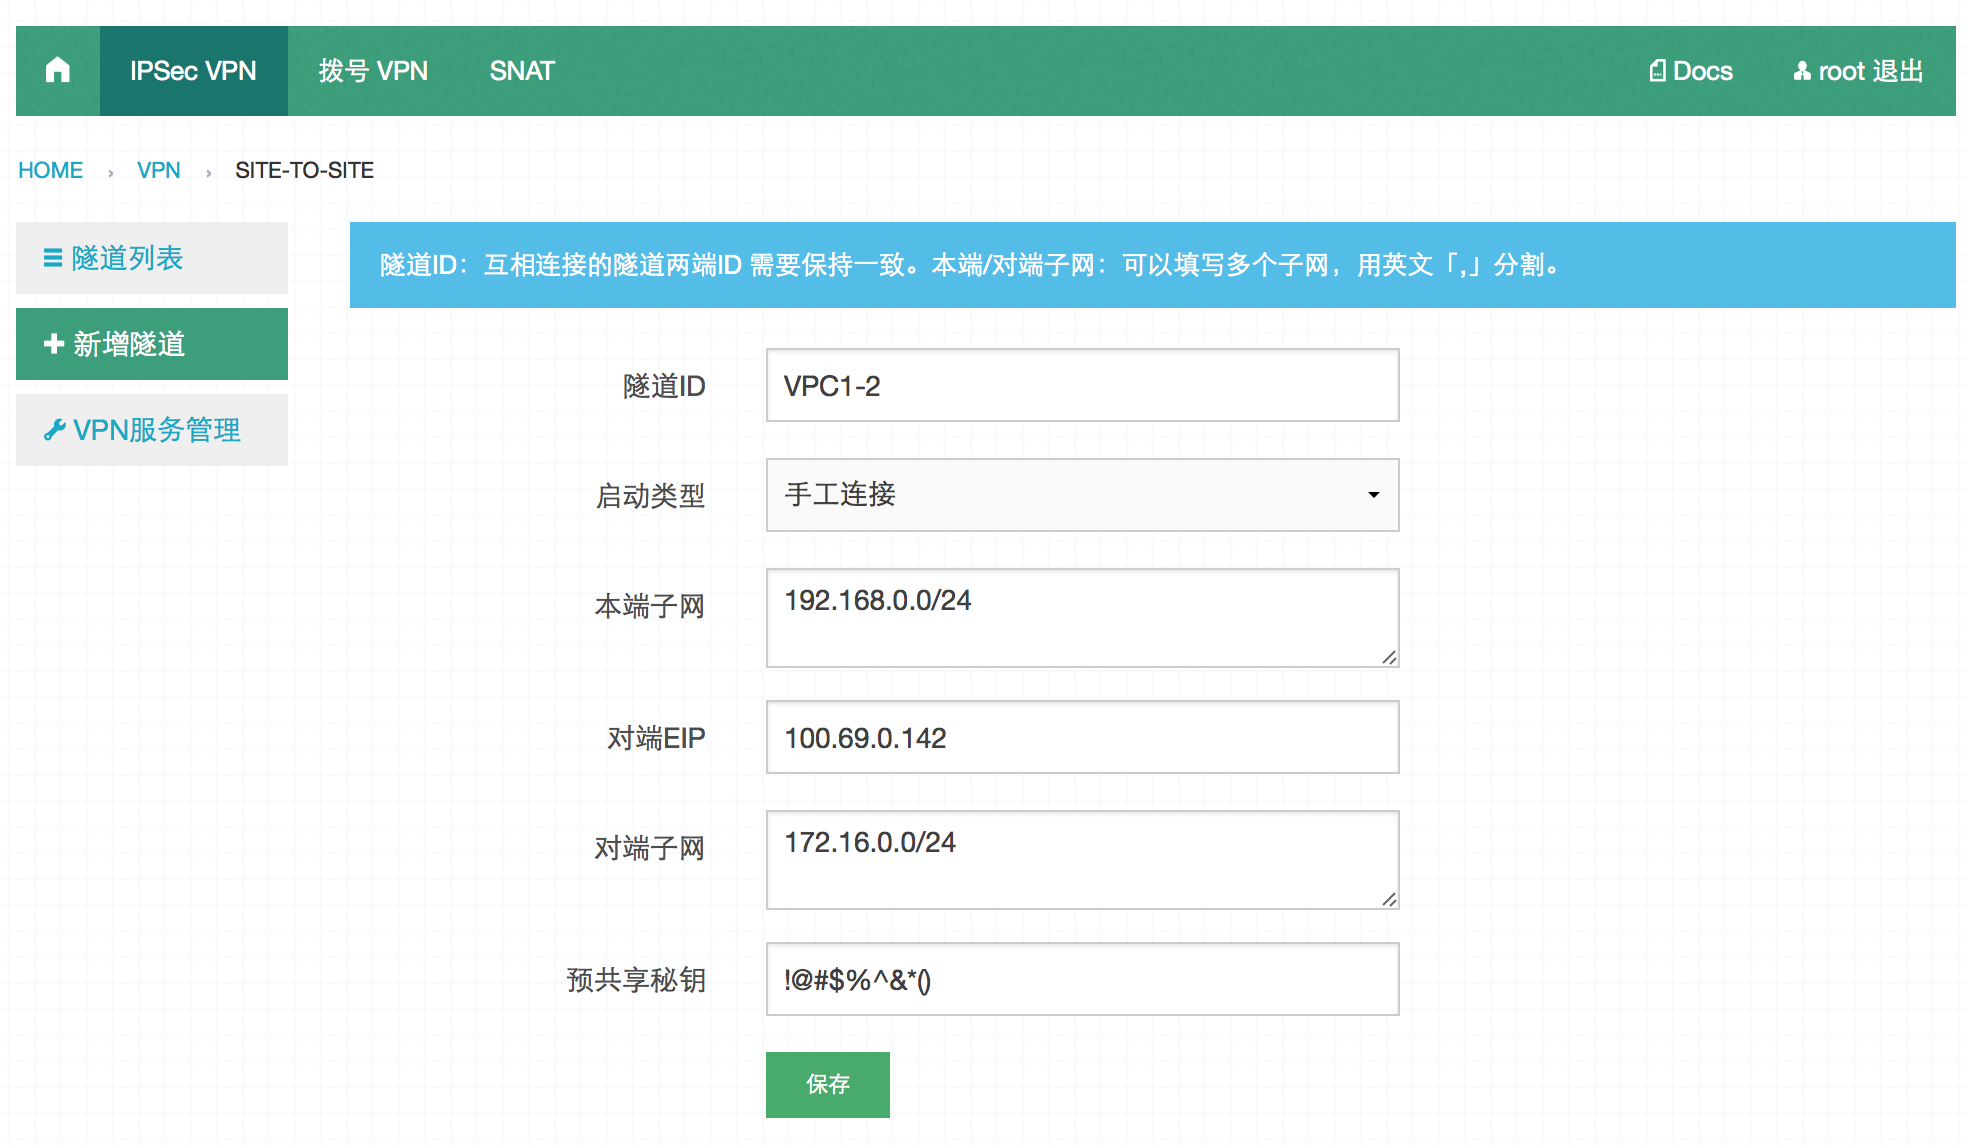 IPSec VPN 拨号 VPN SNAT Docs root 退出
HOME › VPN › SITE-TO-SITE
隧道列表
新增隧道
VPN服务管理
隧道ID：互相连接的隧道两端ID 需要保持一致。本端/对端子网：可以填写多个子网，用英文「,」分割。
隧道ID VPC1-2
启动类型 手工连接
本端子网 192.168.0.0/24
对端EIP 100.69.0.142
对端子网 172.16.0.0/24
预共享秘钥 !@#$%^&*()
保存